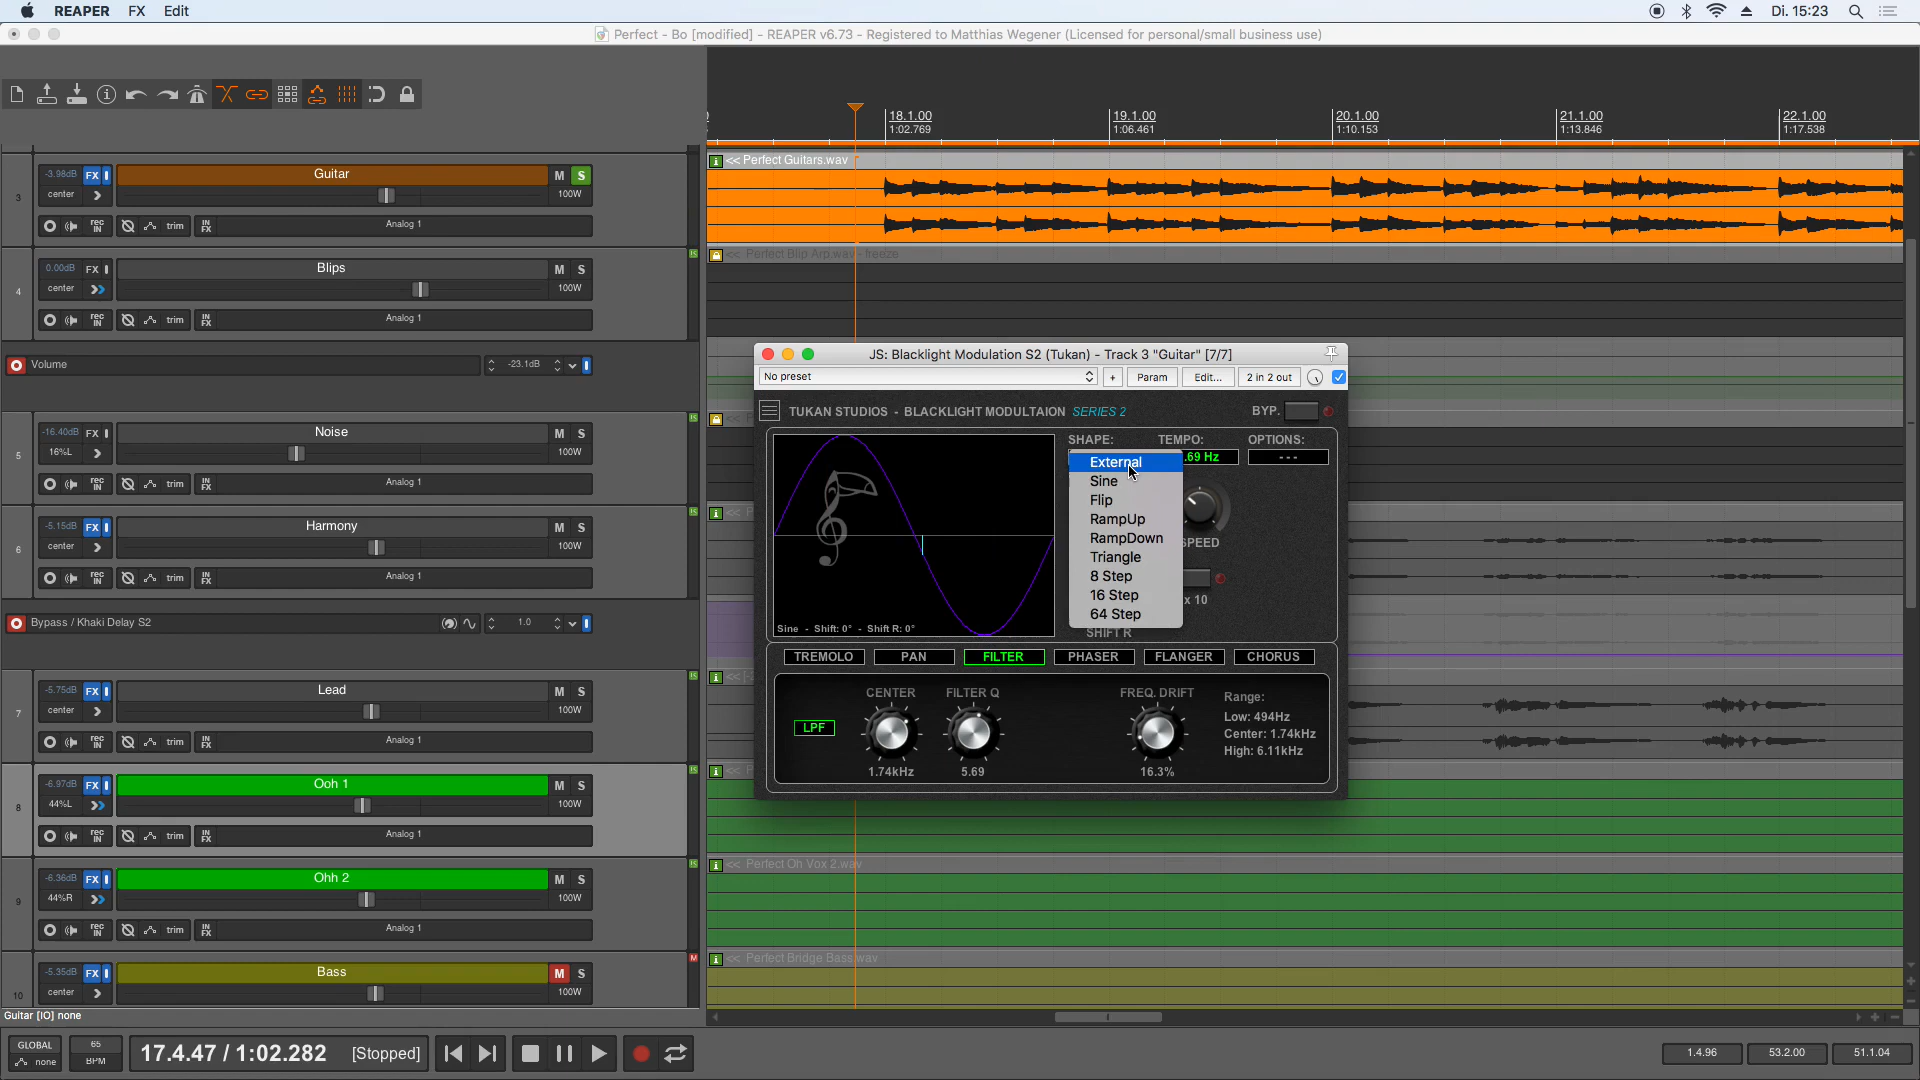 REAPER FX Edit
Di. 15:23
Perfect - Bo [modified] - REAPER v6.73 - Registered to Matthias Wegener (Licensed for personal/small business use)
18.1.00 19.1.00 20.1.00 21.1.00 22.1.00
1:02.769 1:06.461 1:10.153 1:13.846 1:17.538
<< Perfect Guitars.wav
3 -3.98dB FX Guitar M S
center 100W
rec IN trim IN FX Analog 1
<< Perfect Blip Arp.wav - freeze
4 0.00dB FX Blips M S
center 100W
rec IN trim IN FX Analog 1
Volume -23.1dB
5 -16.40dB FX Noise M S
16%L 100W
rec IN trim IN FX Analog 1
6 -5.15dB FX Harmony M S
center 100W
rec IN trim IN FX Analog 1
Bypass / Khaki Delay S2 1.0
7 -5.75dB FX Lead M S
center 100W
rec IN trim IN FX Analog 1
8 -6.97dB FX Ooh 1 M S
44%L 100W
rec IN trim IN FX Analog 1
9 -6.36dB FX Ohh 2 M S
44%R 100W
rec IN trim IN FX Analog 1
<< Perfect Oh Vox 2.wav
10 -5.35dB FX Bass M S
center 100W
<< Perfect Bridge Bass.wav
JS: Blacklight Modulation S2 (Tukan) - Track 3 "Guitar" [7/7]
No preset + Param Edit... 2 in 2 out
TUKAN STUDIOS - BLACKLIGHT MODULTAION SERIES 2 BYP.
SHAPE: TEMPO: OPTIONS:
.69 Hz ---
External
Sine
Flip
RampUp
RampDown
Triangle
8 Step
16 Step
64 Step
SPEED
x 10
SHIFT R
Sine - Shift: 0° - Shift R: 0°
TREMOLO PAN FILTER PHASER FLANGER CHORUS
CENTER FILTER Q FREQ. DRIFT Range:
LPF
Low: 494Hz
Center: 1.74kHz
High: 6.11kHz
1.74kHz 5.69 16.3%
Guitar [IO] none
GLOBAL
none
65
BPM
17.4.47 / 1:02.282 [Stopped]
1.4.96 53.2.00 51.1.04